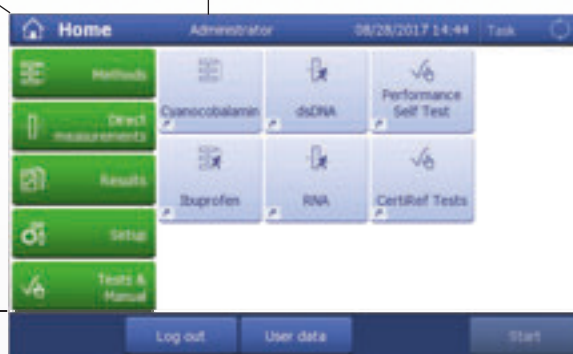 Home Administrator 08/28/2017 14:44 Task
Methods
Direct
measurements
Results
Setup
Tests &
Manual
Cyanocobalamin
dsDNA
Performance
Self Test
Ibuprofen
RNA
CertiRef Tests
Log out
User data
Start